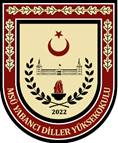 2022
MSÜ YABANCI DİLLER YÜKSEKOKULU